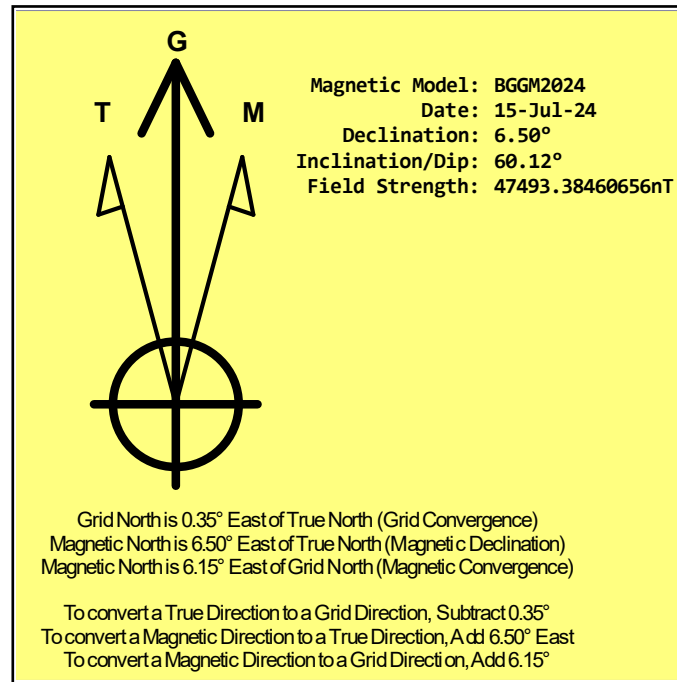 G
T
M
Magnetic Model: BGGM2024
Date: 15-Jul-24
Declination: 6.50º
Inclination/Dip: 60.12º
Field Strength: 47493.38460656nT
Grid North is 0.35° East of True North (Grid Convergence)
Magnetic North is 6.50° East of True North (Magnetic Declination)
Magnetic North is 6.15° East of Grid North (Magnetic Convergence)
To convert a True Direction to a Grid Direction, Subtract 0.35°
To convert a Magnetic Direction to a True Direction, Add 6.50° East
To convert a Magnetic Direction to a Grid Direction, Add 6.15°